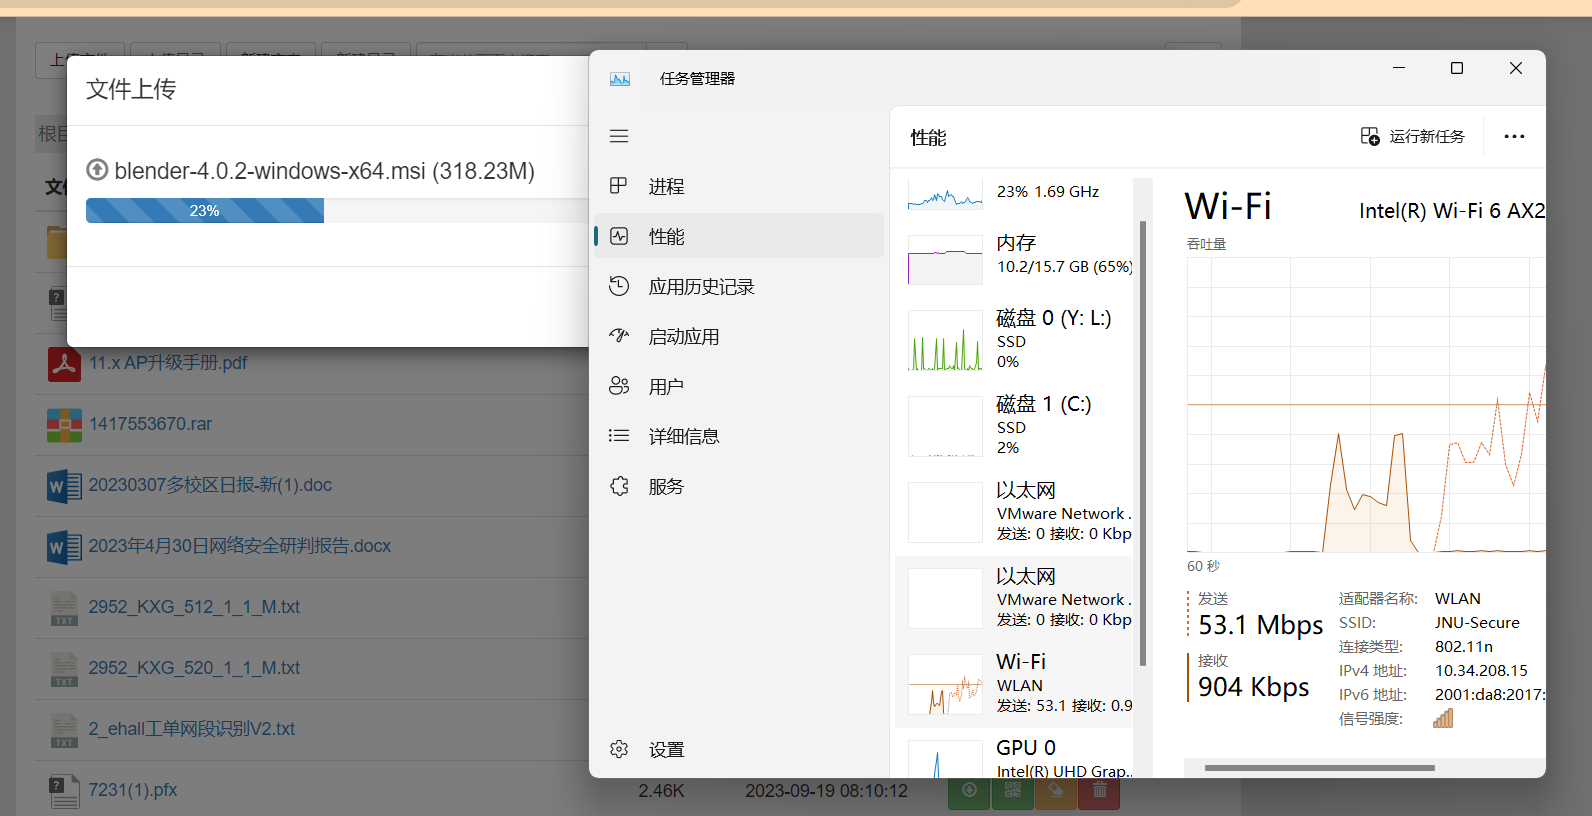 文件上传
blender-4.0.2-windows-x64.msi (318.23M)
23%
11.x AP升级手册.pdf
1417553670.rar
20230307多校区日报-新(1).doc
2023年4月30日网络安全研判报告.docx
2952_KXG_512_1_1_M.txt
2952_KXG_520_1_1_M.txt
2_ehall工单网段识别V2.txt
7231(1).pfx
2.46K
2023-09-19 08:10:12
任务管理器
进程
性能
应用历史记录
启动应用
用户
详细信息
服务
设置
性能
运行新任务
23% 1.69 GHz
内存
10.2/15.7 GB (65%)
磁盘 0 (Y: L:)
SSD
0%
磁盘 1 (C:)
SSD
2%
以太网
VMware Network .
发送: 0 接收: 0 Kbp
以太网
VMware Network .
发送: 0 接收: 0 Kbp
Wi-Fi
WLAN
发送: 53.1 接收: 0.9
GPU 0
Intel(R) UHD Grap..
Wi-Fi
Intel(R) Wi-Fi 6 AX2
吞吐量
60 秒
发送
53.1 Mbps
接收
904 Kbps
适配器名称: WLAN
SSID: JNU-Secure
连接类型: 802.11n
IPv4 地址: 10.34.208.15
IPv6 地址: 2001:da8:2017:
信号强度: